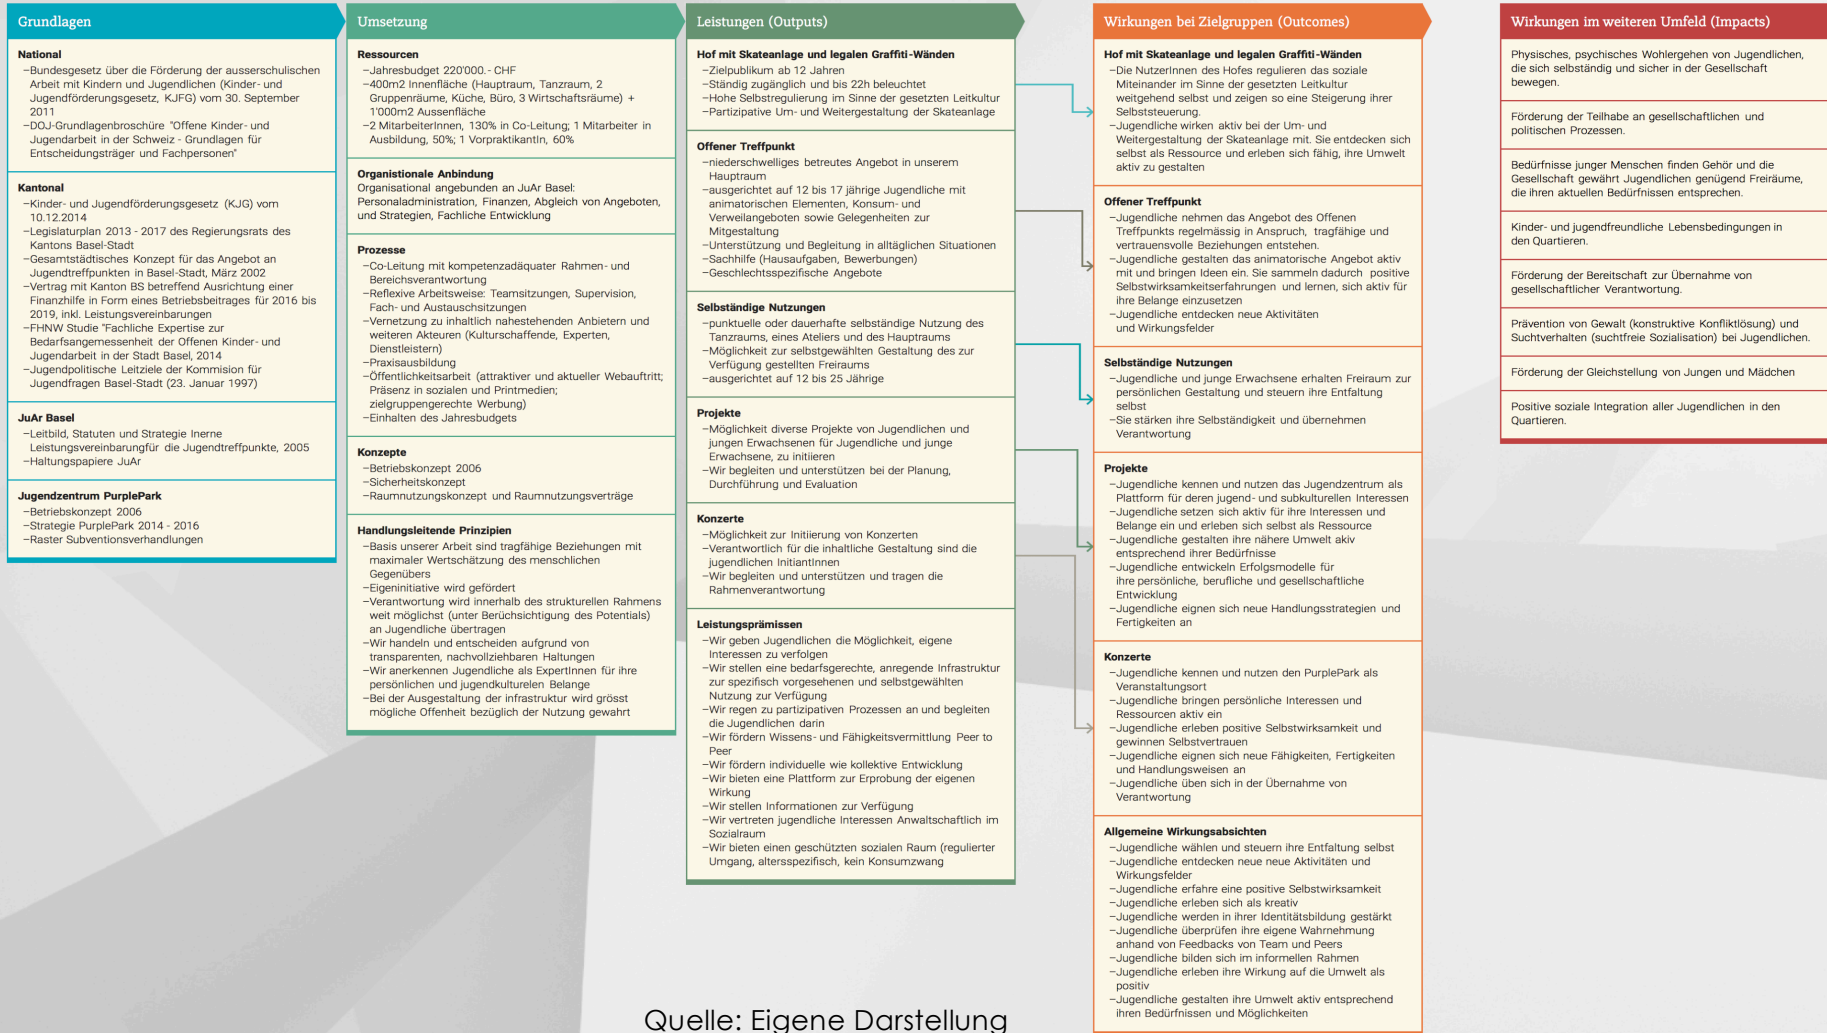 Grundlagen
National
–Bundesgesetz über die Förderung der ausserschulischen
Arbeit mit Kindern und Jugendlichen (Kinder- und
Jugendförderungsgesetz, KJFG) vom 30. September
2011
–DOJ-Grundlagenbroschüre "Offene Kinder- und
Jugendarbeit in der Schweiz - Grundlagen für
Entscheidungsträger und Fachpersonen"
Kantonal
–Kinder- und Jugendförderungsgesetz (KJG) vom
10.12.2014
–Legislaturplan 2013 - 2017 des Regierungsrats des
Kantons Basel-Stadt
–Gesamtstädtisches Konzept für das Angebot an
Jugendtreffpunkten in Basel-Stadt, März 2002
–Vertrag mit Kanton BS betreffend Ausrichtung einer
Finanzhilfe in Form eines Betriebsbeitrages für 2016 bis
2019, inkl. Leistungsvereinbarungen
–FHNW Studie "Fachliche Expertise zur
Bedarfsangemessenheit der Offenen Kinder- und
Jugendarbeit in der Stadt Basel, 2014
–Jugendpolitische Leitziele der Kommission für
Jugendfragen Basel-Stadt (23. Januar 1997)
JuAr Basel
–Leitbild, Statuten und Strategie Inerne
Leistungsvereinbarungfür die Jugendtreffpunkte, 2005
–Haltungspapiere JuAr
Jugendzentrum PurplePark
–Betriebskonzept 2006
–Strategie PurplePark 2014 - 2016
–Raster Subventionsverhandlungen
Umsetzung
Ressourcen
–Jahresbudget 220'000.- CHF
–400m2 Innenfläche (Hauptraum, Tanzraum, 2
Gruppenräume, Küche, Büro, 3 Wirtschaftsräume) +
1'000m2 Aussenfläche
–2 MitarbeiterInnen, 130% in Co-Leitung; 1 Mitarbeiter in
Ausbildung, 50%; 1 VorpraktikantIn, 60%
Organistionale Anbindung
Organisational angebunden an JuAr Basel:
Personaladministration, Finanzen, Abgleich von Angeboten,
und Strategien, Fachliche Entwicklung
Prozesse
–Co-Leitung mit kompetenzadäquater Rahmen- und
Bereichsverantwortung
–Reflexive Arbeitsweise: Teamsitzungen, Supervision,
Fach- und Austauschsitzungen
–Vernetzung zu inhaltlich nahestehenden Anbietern und
weiteren Akteuren (Kulturschaffende, Experten,
Dienstleistern)
–Praxisausbildung
–Öffentlichkeitsarbeit (attraktiver und aktueller Webauftritt;
Präsenz in sozialen und Printmedien;
zielgruppengerechte Werbung)
–Einhalten des Jahresbudgets
Konzepte
–Betriebskonzept 2006
–Sicherheitskonzept
–Raumnutzungskonzept und Raumnutzungsverträge
Handlungsleitende Prinzipien
–Basis unserer Arbeit sind tragfähige Beziehungen mit
maximaler Wertschätzung des menschlichen
Gegenübers
–Eigeninitiative wird gefördert
–Verantwortung wird innerhalb des strukturellen Rahmens
weit möglichst (unter Berüchsichtigung des Potentials)
an Jugendliche übertragen
–Wir handeln und entscheiden aufgrund von
transparenten, nachvollziehbaren Haltungen
–Wir anerkennen Jugendliche als ExpertInnen für ihre
persönlichen und jugendkulturelen Belange
–Bei der Ausgestaltung der infrastruktur wird grösst
mögliche Offenheit bezüglich der Nutzung gewahrt
Leistungen (Outputs)
Hof mit Skateanlage und legalen Graffiti-Wänden
–Zielpublikum ab 12 Jahren
–Ständig zugänglich und bis 22h beleuchtet
–Hohe Selbstregulierung im Sinne der gesetzten Leitkultur
–Partizipative Um- und Weitergestaltung der Skateanlage
Offener Treffpunkt
–niederschwelliges betreutes Angebot in unserem
Hauptraum
–ausgerichtet auf 12 bis 17 jährige Jugendliche mit
animatorischen Elementen, Konsum- und
Verweilangeboten sowie Gelegenheiten zur
Mitgestaltung
–Unterstützung und Begleitung in alltäglichen Situationen
–Sachhilfe (Hausaufgaben, Bewerbungen)
–Geschlechtsspezifische Angebote
Selbständige Nutzungen
–punktuelle oder dauerhafte selbständige Nutzung des
Tanzraums, eines Ateliers und des Hauptraums
–Möglichkeit zur selbstgewählten Gestaltung des zur
Verfügung gestellten Freiraums
–ausgerichtet auf 12 bis 25 Jährige
Projekte
–Möglichkeit diverse Projekte von Jugendlichen und
jungen Erwachsenen für Jugendliche und junge
Erwachsene, zu initiieren
–Wir begleiten und unterstützen bei der Planung,
Durchführung und Evaluation
Konzerte
–Möglichkeit zur Initiierung von Konzerten
–Verantwortlich für die inhaltliche Gestaltung sind die
jugendlichen InitiantInnen
–Wir begleiten und unterstützen und tragen die
Rahmenverantwortung
Leistungsprämissen
–Wir geben Jugendlichen die Möglichkeit, eigene
Interessen zu verfolgen
–Wir stellen eine bedarfsgerechte, anregende Infrastruktur
zur spezifisch vorgesehenen und selbstgewählten
Nutzung zur Verfügung
–Wir regen zu partizipativen Prozessen an und begleiten
die Jugendlichen darin
–Wir fördern Wissens- und Fähigkeitsvermittlung Peer to
Peer
–Wir fördern individuelle wie kollektive Entwicklung
–Wir bieten eine Plattform zur Erprobung der eigenen
Wirkung
–Wir stellen Informationen zur Verfügung
–Wir vertreten jugendliche Interessen Anwaltschaftlich im
Sozialraum
–Wir bieten einen geschützten sozialen Raum (regulierter
Umgang, altersspezifisch, kein Konsumzwang
Wirkungen bei Zielgruppen (Outcomes)
Hof mit Skateanlage und legalen Graffiti-Wänden
–Die NutzerInnen des Hofes regulieren das soziale
Miteinander im Sinne der gesetzten Leitkultur
weitgehend selbst und zeigen so eine Steigerung ihrer
Selbststeuerung.
–Jugendliche wirken aktiv bei der Um- und
Weitergestaltung der Skateanlage mit. Sie entdecken sich
selbst als Ressource und erleben sich fähig, ihre Umwelt
aktiv zu gestalten
Offener Treffpunkt
–Jugendliche nehmen das Angebot des Offenen
Treffpunkts regelmässig in Anspruch, tragfähige und
vertrauensvolle Beziehungen entstehen.
–Jugendliche gestalten das animatorische Angebot aktiv
mit und bringen Ideen ein. Sie sammeln dadurch positive
Selbstwirksamkeitserfahrungen und lernen, sich aktiv für
ihre Belange einzusetzen
–Jugendliche entdecken neue Aktivitäten
und Wirkungsfelder
Selbständige Nutzungen
–Jugendliche und junge Erwachsene erhalten Freiraum zur
persönlichen Gestaltung und steuern ihre Entfaltung
selbst
–Sie stärken ihre Selbständigkeit und übernehmen
Verantwortung
Projekte
–Jugendliche kennen und nutzen das Jugendzentrum als
Plattform für deren jugend- und subkulturellen Interessen
–Jugendliche setzen sich aktiv für ihre Interessen und
Belange ein und erleben sich selbst als Ressource
–Jugendliche gestalten ihre nähere Umwelt akiv
entsprechend ihrer Bedürfnisse
–Jugendliche entwickeln Erfolgsmodelle für
ihre persönliche, berufliche und gesellschaftliche
Entwicklung
–Jugendliche eignen sich neue Handlungsstrategien und
Fertigkeiten an
Konzerte
–Jugendliche kennen und nutzen den PurplePark als
Veranstaltungsort
–Jugendliche bringen persönliche Interessen und
Ressourcen aktiv ein
–Jugendliche erleben positive Selbstwirksamkeit und
gewinnen Selbstvertrauen
–Jugendliche eignen sich neue Fähigkeiten, Fertigkeiten
und Handlungsweisen an
–Jugendliche üben sich in der Übernahme von
Verantwortung
Allgemeine Wirkungsabsichten
–Jugendliche wählen und steuern ihre Entfaltung selbst
–Jugendliche entdecken neue neue Aktivitäten und
Wirkungsfelder
–Jugendliche erfahre eine positive Selbstwirksamkeit
–Jugendliche erleben sich als kreativ
–Jugendliche werden in ihrer Identitätsbildung gestärkt
–Jugendliche überprüfen ihre eigene Wahrnehmung
anhand von Feedbacks von Team und Peers
–Jugendliche bilden sich im informellen Rahmen
–Jugendliche erleben ihre Wirkung auf die Umwelt als
positiv
–Jugendliche gestalten ihre Umwelt aktiv entsprechend
ihren Bedürfnissen und Möglichkeiten
Wirkungen im weiteren Umfeld (Impacts)
Physisches, psychisches Wohlergehen von Jugendlichen,
die sich selbständig und sicher in der Gesellschaft
bewegen.
Förderung der Teilhabe an gesellschaftlichen und
politischen Prozessen.
Bedürfnisse junger Menschen finden Gehör und die
Gesellschaft gewährt Jugendlichen genügend Freiräume,
die ihren aktuellen Bedürfnissen entsprechen.
Kinder- und jugendfreundliche Lebensbedingungen in
den Quartieren.
Förderung der Bereitschaft zur Übernahme von
gesellschaftlicher Verantwortung.
Prävention von Gewalt (konstruktive Konfliktlösung) und
Suchtverhalten (suchtfreie Sozialisation) bei Jugendlichen.
Förderung der Gleichstellung von Jungen und Mädchen
Positive soziale Integration aller Jugendlichen in den
Quartieren.
Quelle: Eigene Darstellung